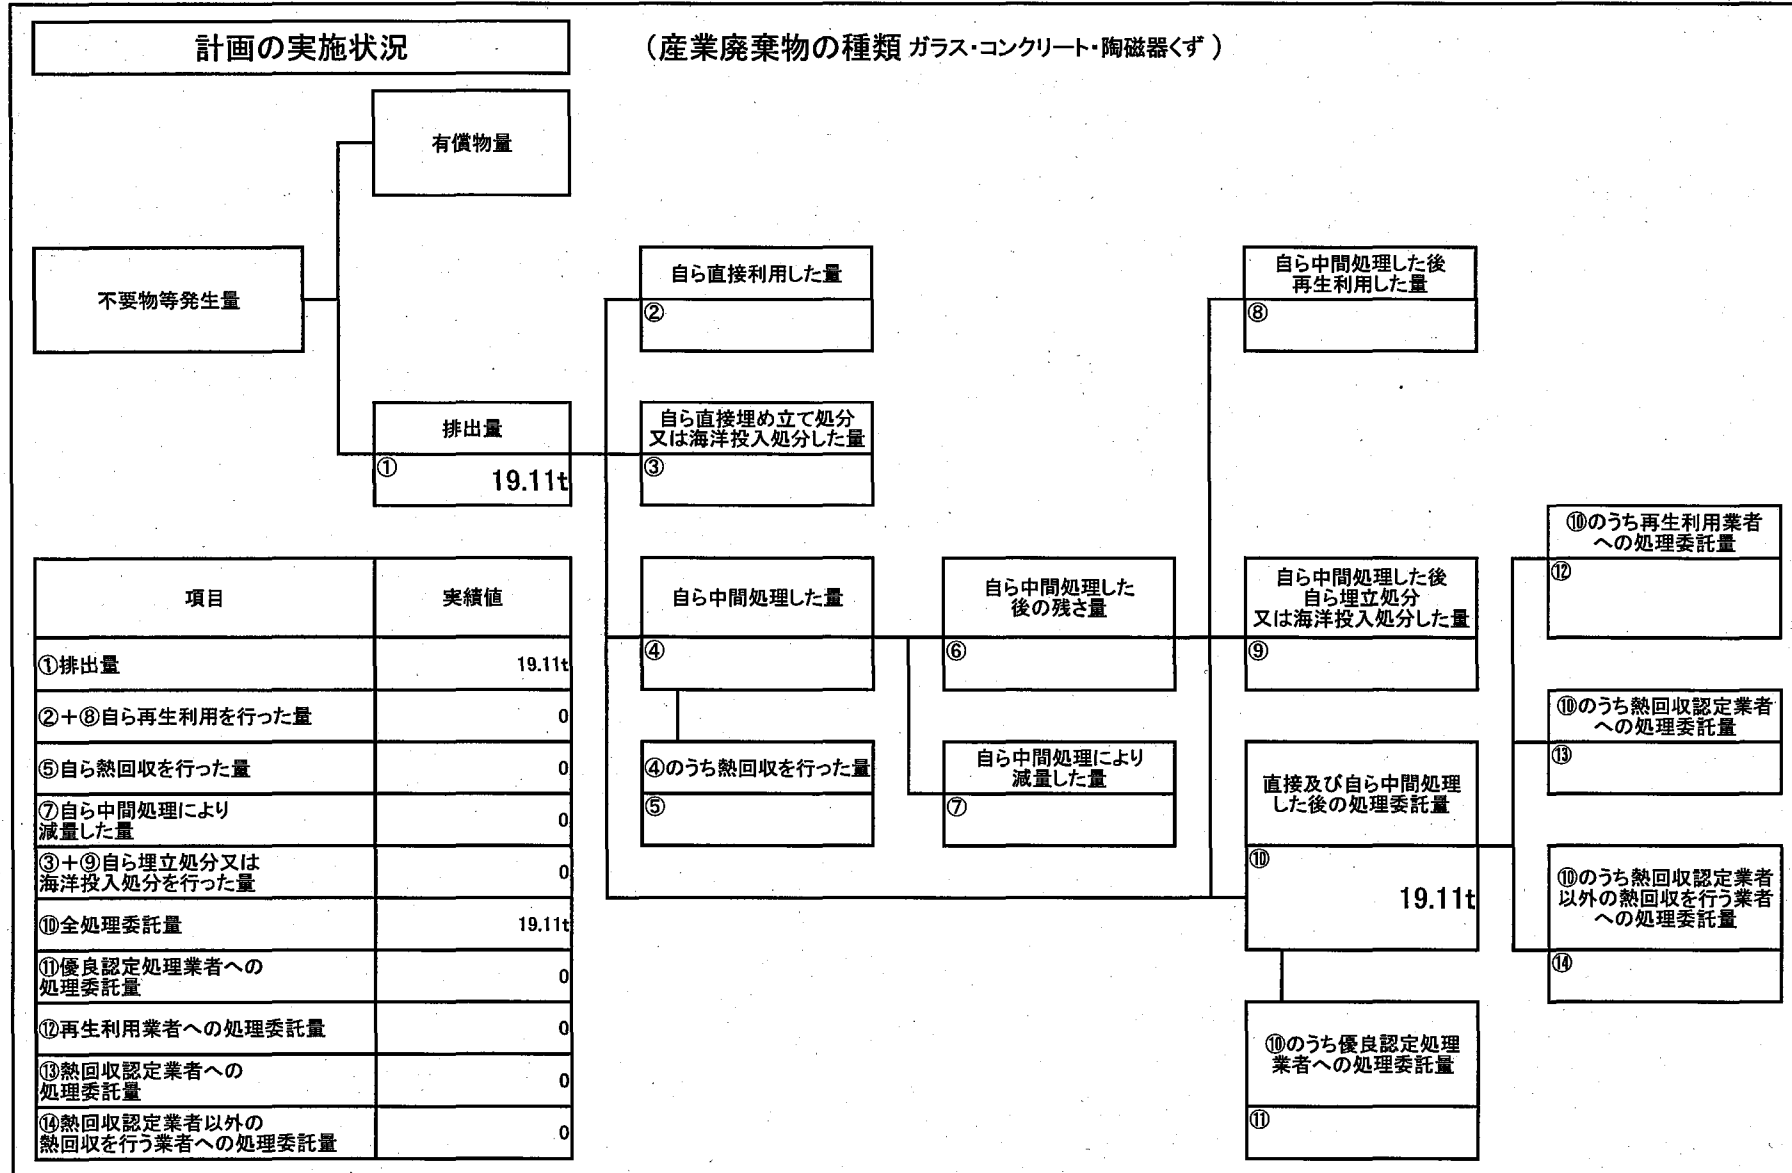 計画の実施状況
(産業廃棄物の種類 ガラス・コンクリート・陶磁器くず)
有償物量
不要物等発生量
排出量
①
19.11t
自ら直接利用した量
②
自ら直接埋め立て処分
又は海洋投入処分した量
③
自ら中間処理した量
④
④のうち熱回収を行った量
⑤
自ら中間処理した
後の残さ量
⑥
自ら中間処理により
減量した量
⑦
自ら中間処理した後
再生利用した量
⑧
自ら中間処理した後
自ら埋立処分
又は海洋投入処分した量
⑨
直接及び自ら中間処理
した後の処理委託量
⑩
19.11t
⑩のうち優良認定処理
業者への処理委託量
⑪
⑩のうち再生利用業者
への処理委託量
⑫
⑩のうち熱回収認定業者
への処理委託量
⑬
⑩のうち熱回収認定業者
以外の熱回収を行う業者
への処理委託量
⑭
項目 実績値
①排出量 19.11t
②+⑧自ら再生利用を行った量 0
⑤自ら熱回収を行った量 0
⑦自ら中間処理により
減量した量 0
③+⑨自ら埋立処分又は
海洋投入処分を行った量 0
⑩全処理委託量 19.11t
⑪優良認定処理業者への
処理委託量 0
⑫再生利用業者への処理委託量 0
⑬熱回収認定業者への
処理委託量 0
⑭熱回収認定業者以外の
熱回収を行う業者への処理委託量 0